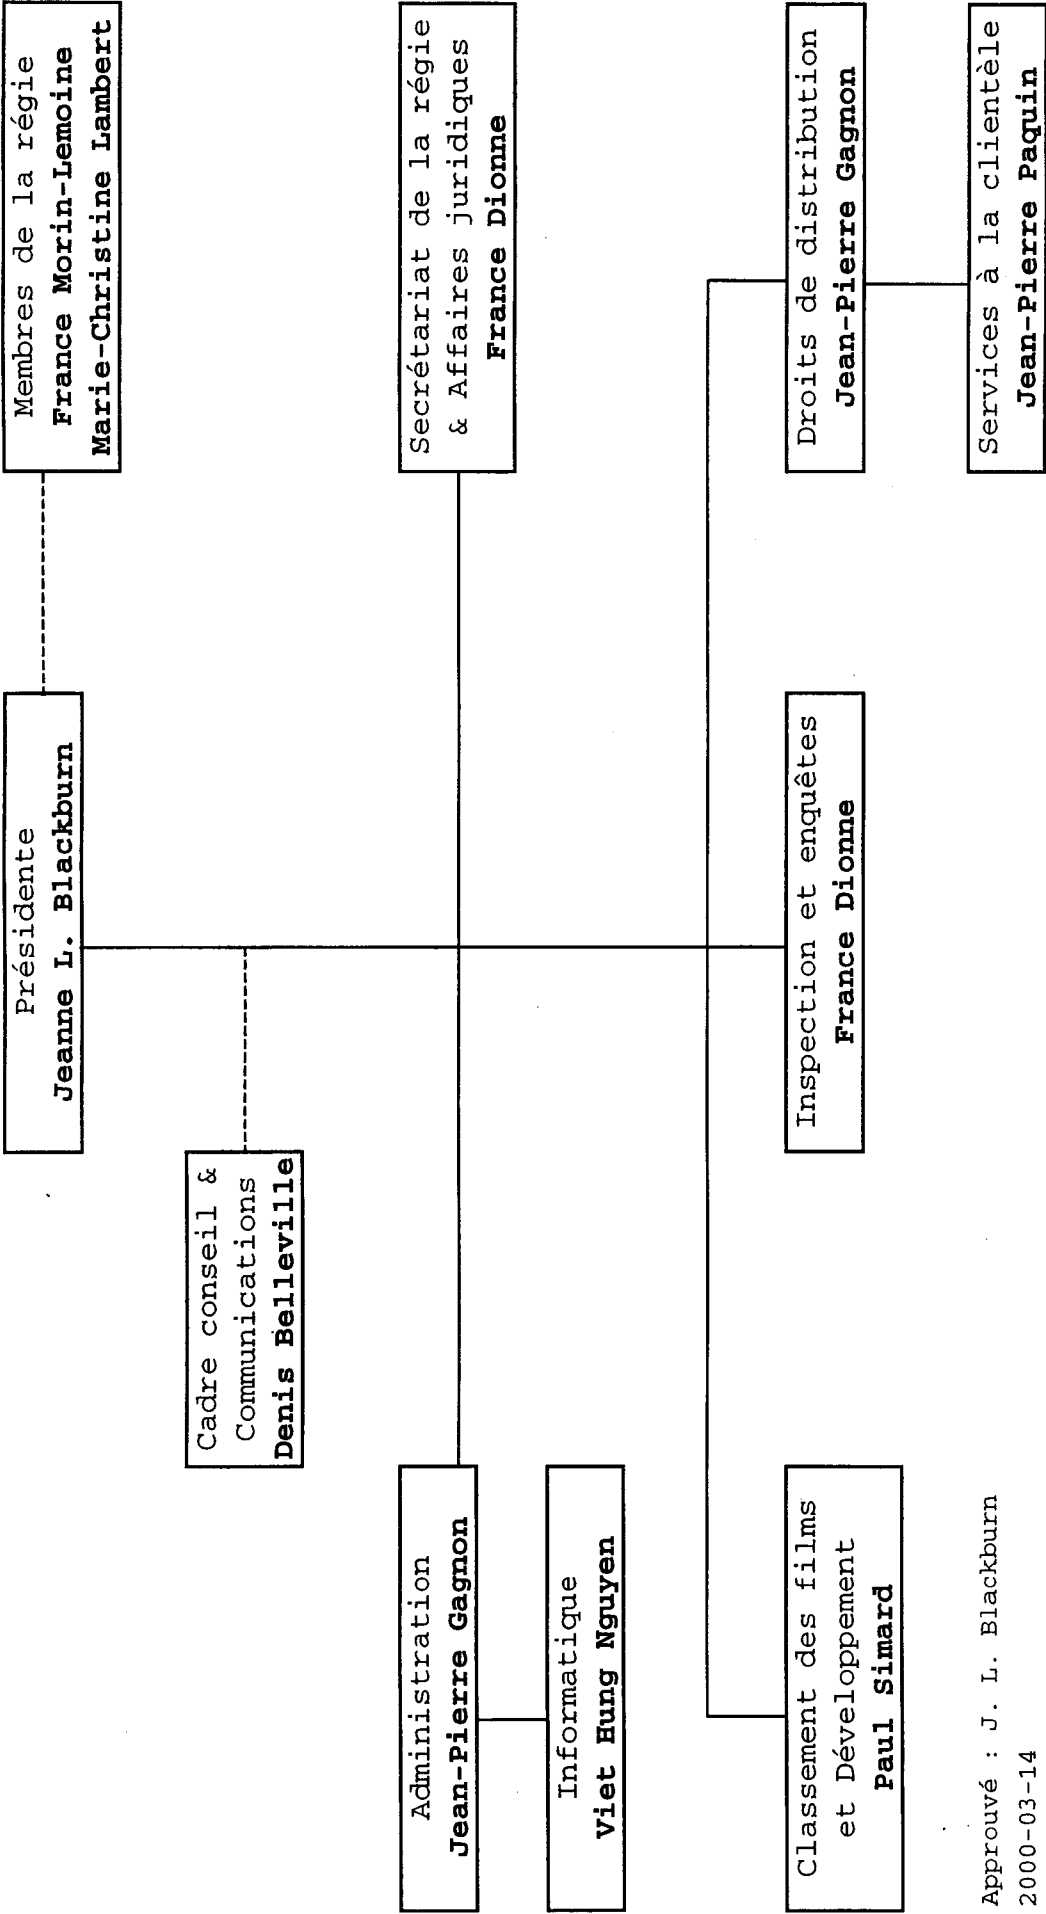 Présidente
Jeanne L. Blackburn
Membres de la régie
France Morin-Lemoine
Marie-Christine Lambert
Cadre conseil &
Communications
Denis Belleville
Administration
Jean-Pierre Gagnon
Secrétariat de la régie
& Affaires juridiques
France Dionne
Informatique
Viet Hung Nguyen
Classement des films
et Développement
Paul Simard
Inspection et enquêtes
France Dionne
Droits de distribution
Jean-Pierre Gagnon
Services à la clientèle
Jean-Pierre Paquin
Approuvé : J. L. Blackburn
2000-03-14